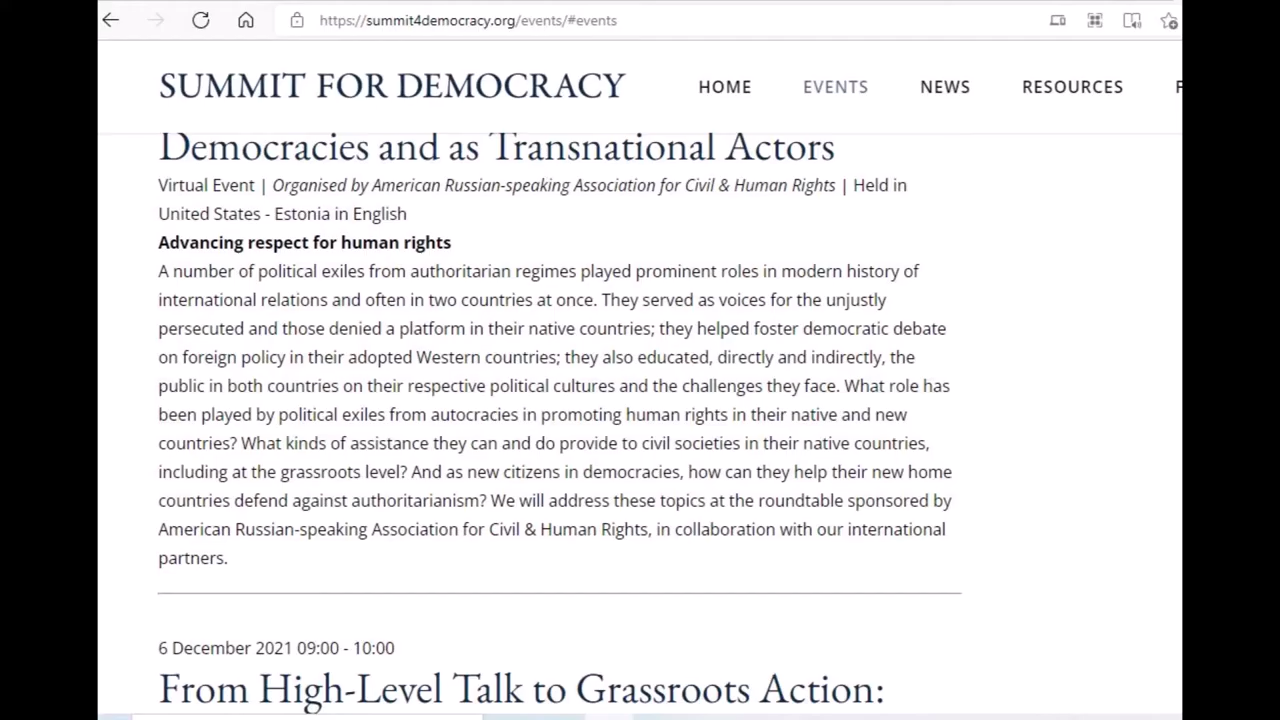 https://summit4democracy.org/events/#events
SUMMIT FOR DEMOCRACY HOME EVENTS NEWS RESOURCES
Democracies and as Transnational Actors
Virtual Event | Organised by American Russian-speaking Association for Civil & Human Rights | Held in
United States - Estonia in English
Advancing respect for human rights
A number of political exiles from authoritarian regimes played prominent roles in modern history of
international relations and often in two countries at once. They served as voices for the unjustly
persecuted and those denied a platform in their native countries; they helped foster democratic debate
on foreign policy in their adopted Western countries; they also educated, directly and indirectly, the
public in both countries on their respective political cultures and the challenges they face. What role has
been played by political exiles from autocracies in promoting human rights in their native and new
countries? What kinds of assistance they can and do provide to civil societies in their native countries,
including at the grassroots level? And as new citizens in democracies, how can they help their new home
countries defend against authoritarianism? We will address these topics at the roundtable sponsored by
American Russian-speaking Association for Civil & Human Rights, in collaboration with our international
partners.
6 December 2021 09:00 - 10:00
From High-Level Talk to Grassroots Action: